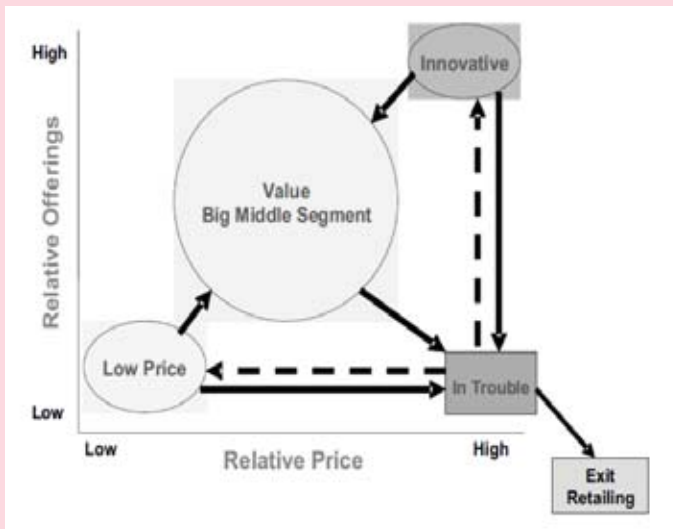 High
Innovative
Relative Offerings
Value
Big Middle Segment
Low Price
In Trouble
Low
Low
Relative Price
High
Exit
Retailing